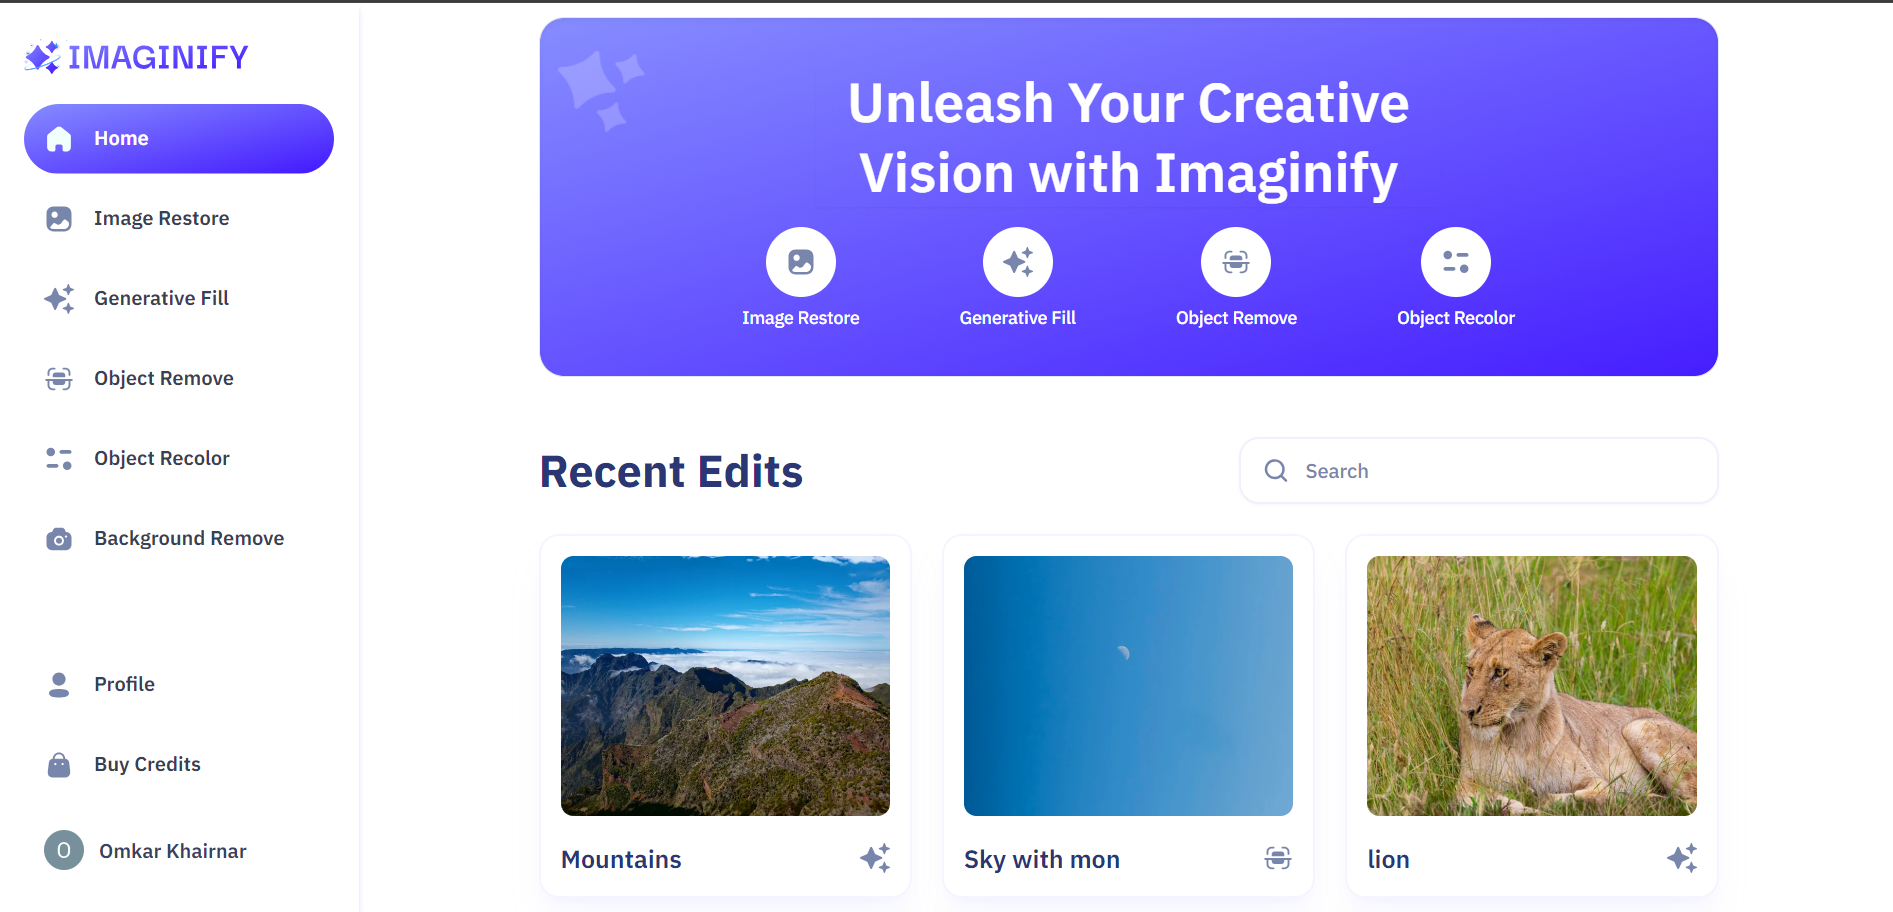 IMAGINIFY
Home
Image Restore
Generative Fill
Object Remove
Object Recolor
Background Remove
Profile
Buy Credits
O Omkar Khairnar
Unleash Your Creative
Vision with Imaginify
Image Restore
Generative Fill
Object Remove
Object Recolor
Recent Edits
Search
Mountains
Sky with mon
lion